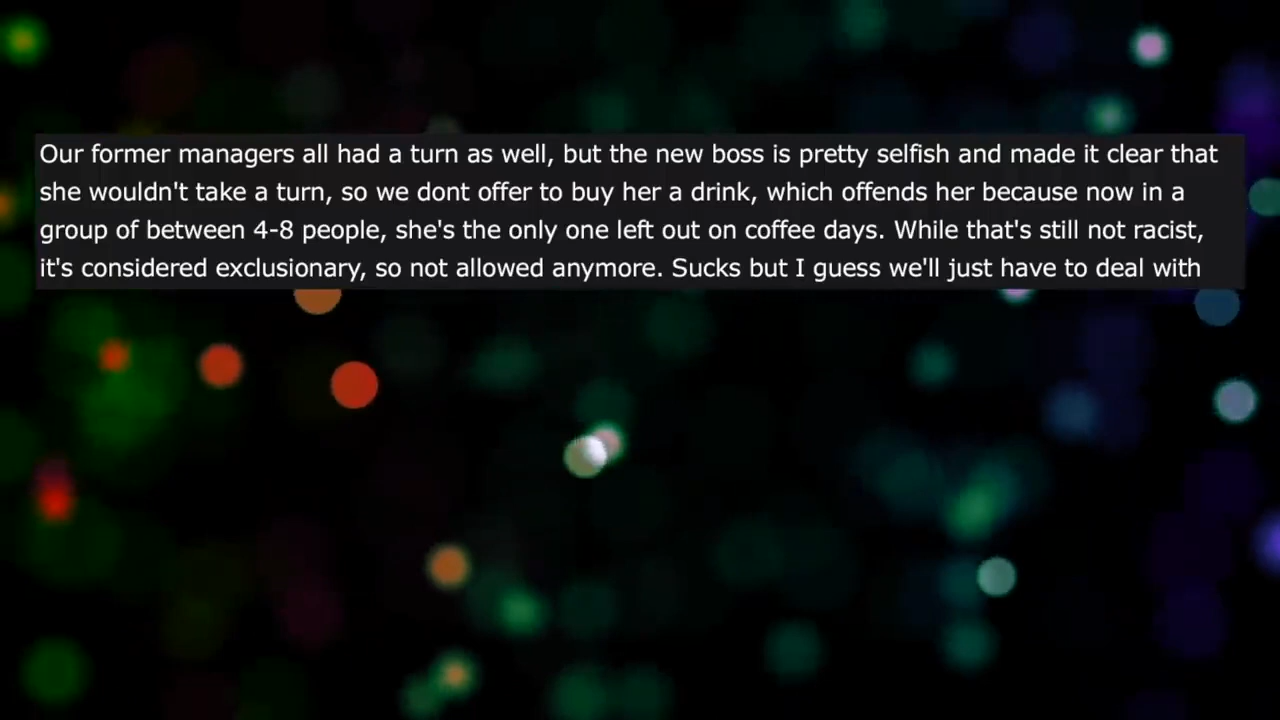 Our former managers all had a turn as well, but the new boss is pretty selfish and made it clear that
she wouldn't take a turn, so we dont offer to buy her a drink, which offends her because now in a
group of between 4-8 people, she's the only one left out on coffee days. While that's still not racist,
it's considered exclusionary, so not allowed anymore. Sucks but I guess we'll just have to deal with